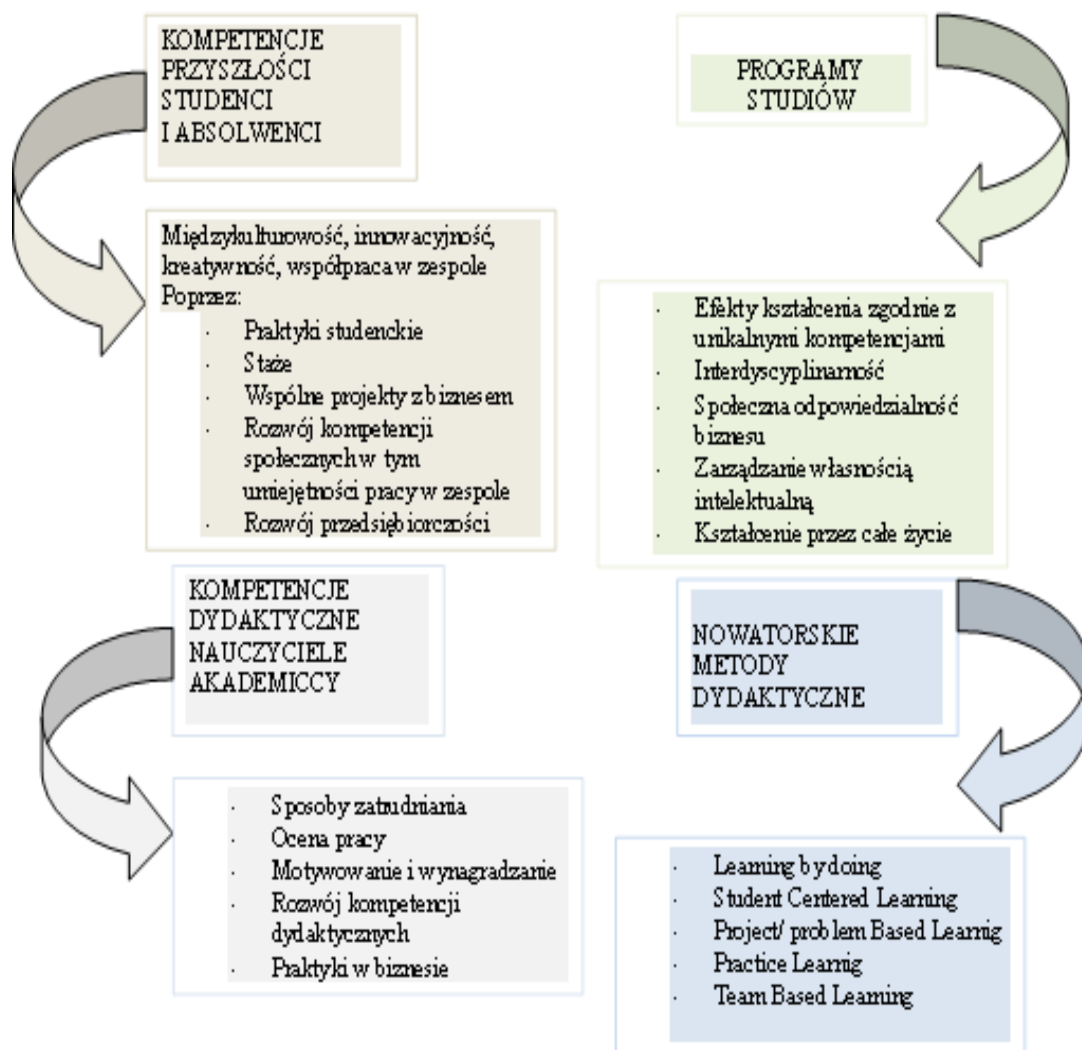 KOMPETENCJE
PRZYSZŁOŚCI
STUDENCI
I ABSOLWENCI
Międzykulturowość, innowacyjność,
kreatywność, współpraca w zespole
Poprzez:
· Praktyki studenckie
· Staże
· Wspólne projekty z biznesem
· Rozwój kompetencji
społecznych w tym
umiejętności pracy w zespole
· Rozwój przedsiębiorczości
PROGRAMY
STUDIÓW
· Efekty kształcenia zgodnie z
unikalnymi kompetencjami
· Interdyscyplinarność
· Społeczna odpowiedzialność
biznesu
· Zarządzanie własnością
intelektualną
· Kształcenie przez całe życie
KOMPETENCJE
DYDAKTYCZNE
NAUCZYCIELE
AKADEMICCY
· Sposoby zatrudniania
· Ocena pracy
· Motywowanie i wynagradzanie
· Rozwój kompetencji
dydaktycznych
· Praktyki w biznesie
NOWATORSKIE
METODY
DYDAKTYCZNE
· Learning by doing
· Student Centered Learning
· Project/ problem Based Learnig
· Practice Learnig
· Team Based Learning